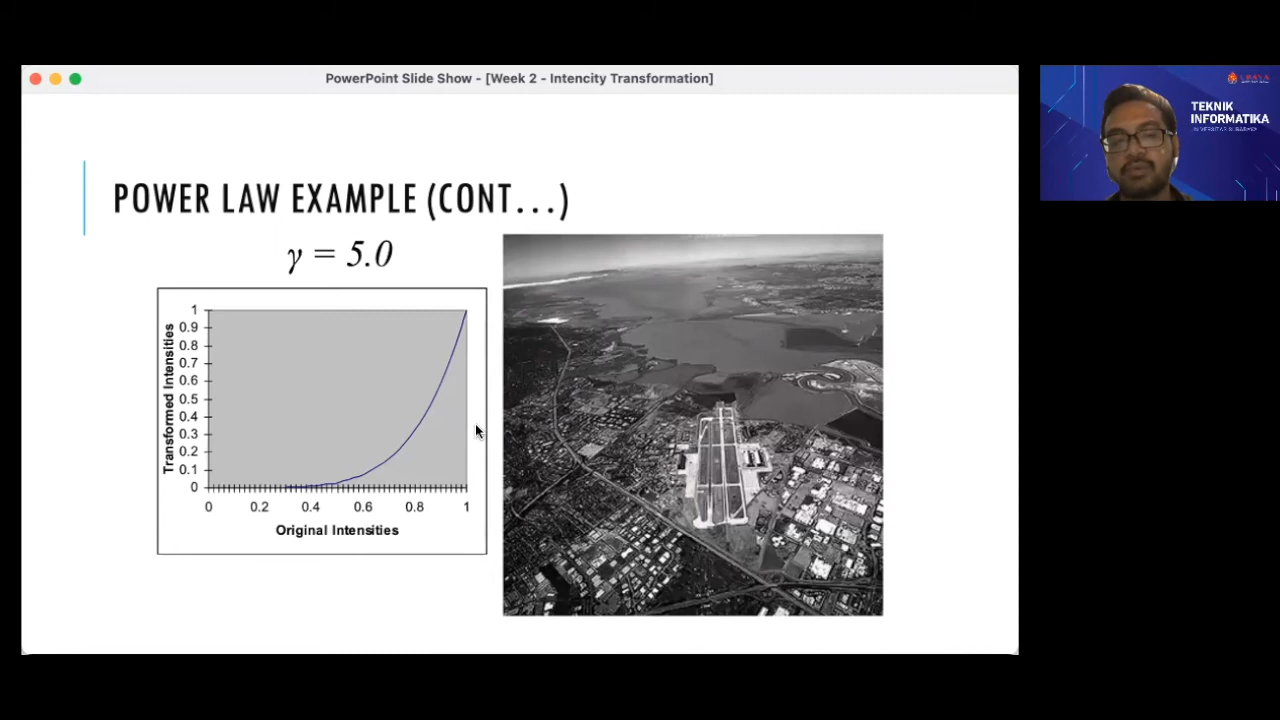 PowerPoint Slide Show - [Week 2 - Intencity Transformation]
POWER LAW EXAMPLE (CONT...)
γ = 5.0
Transformed Intensities
1
0.9
0.8
0.7
0.6
0.5
0.4
0.3
0.2
0.1
0
0 0.2 0.4 0.6 0.8 1
Original Intensities
TEKNIK
INFORMATIKA